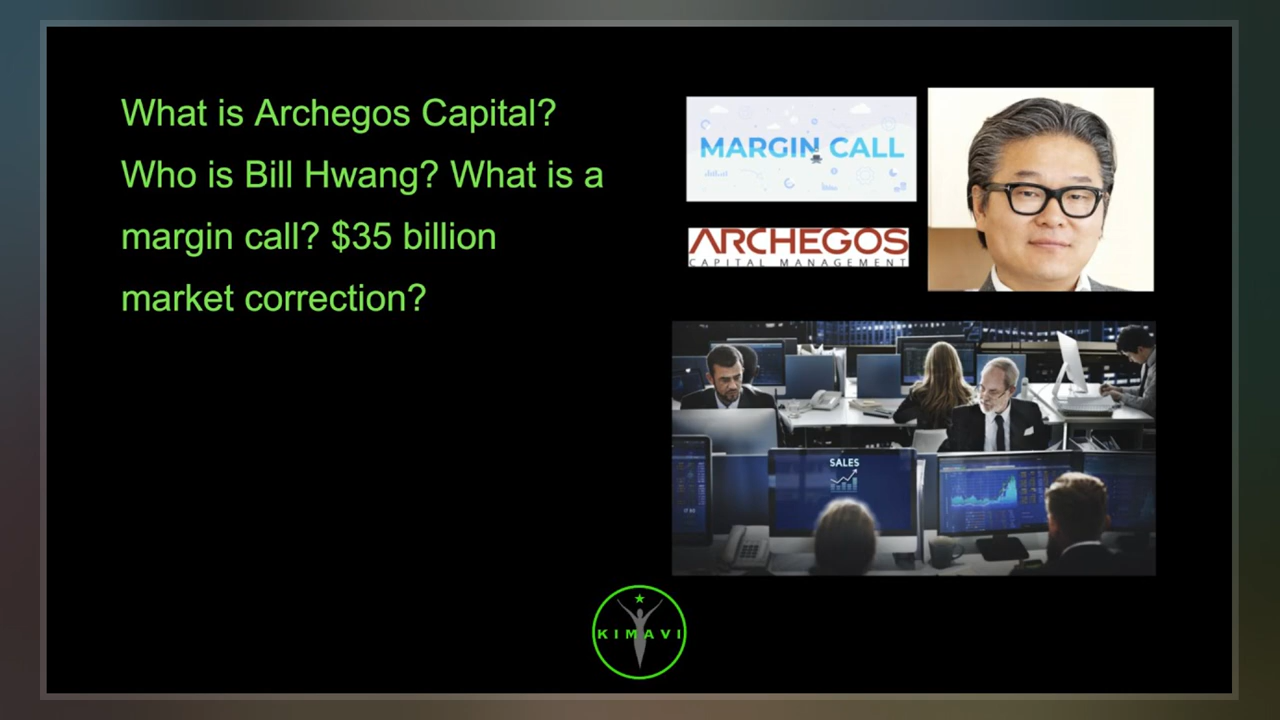 What is Archegos Capital?
Who is Bill Hwang? What is a
margin call? $35 billion
market correction?
MARGIN CALL
ARCHEGOS
CAPITAL MANAGEMENT
SALES
KIMAVI